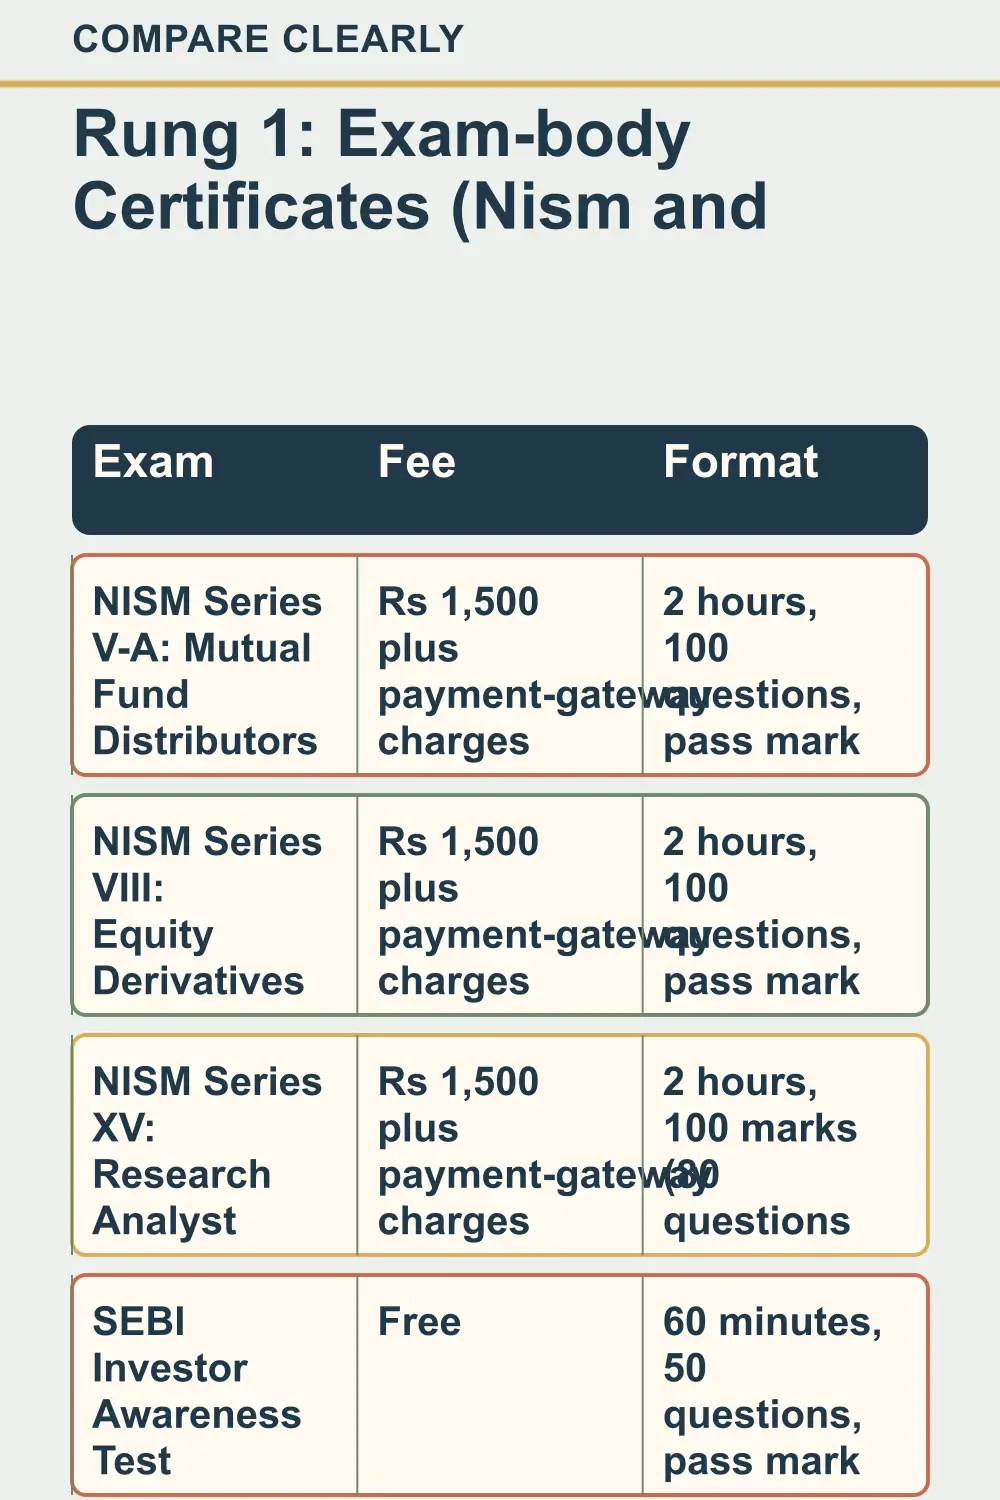 COMPARE CLEARLY
Rung 1: Exam-body
Certificates (Nism and
Exam Fee Format
NISM Series
V-A: Mutual
Fund
Distributors
Rs 1,500
plus
payment-gateway
charges
2 hours,
100
questions,
pass mark
NISM Series
VIII:
Equity
Derivatives
Rs 1,500
plus
payment-gateway
charges
2 hours,
100
questions,
pass mark
NISM Series
XV:
Research
Analyst
Rs 1,500
plus
payment-gateway
charges
2 hours,
100 marks
(80
questions
SEBI
Investor
Awareness
Test
Free
60 minutes,
50
questions,
pass mark